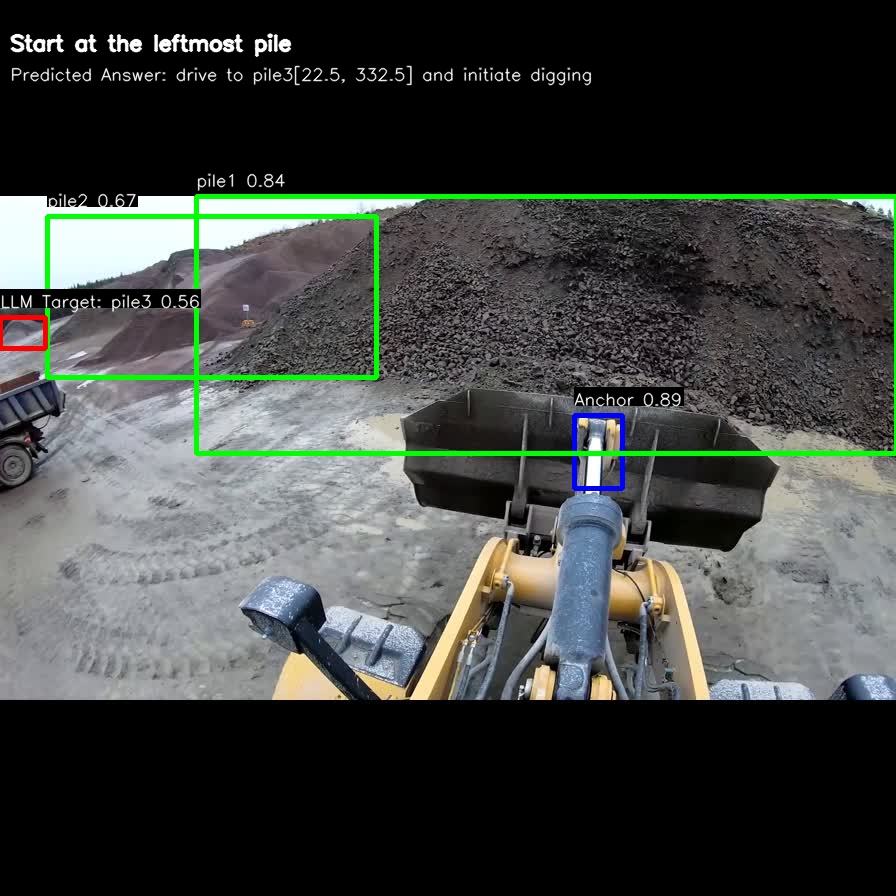 Start at the leftmost pile
Predicted Answer: drive to pile3[22.5, 332.5] and initiate digging
pile1 0.84
pile2 0.67
LLM Target: pile3 0.56
Anchor 0.89